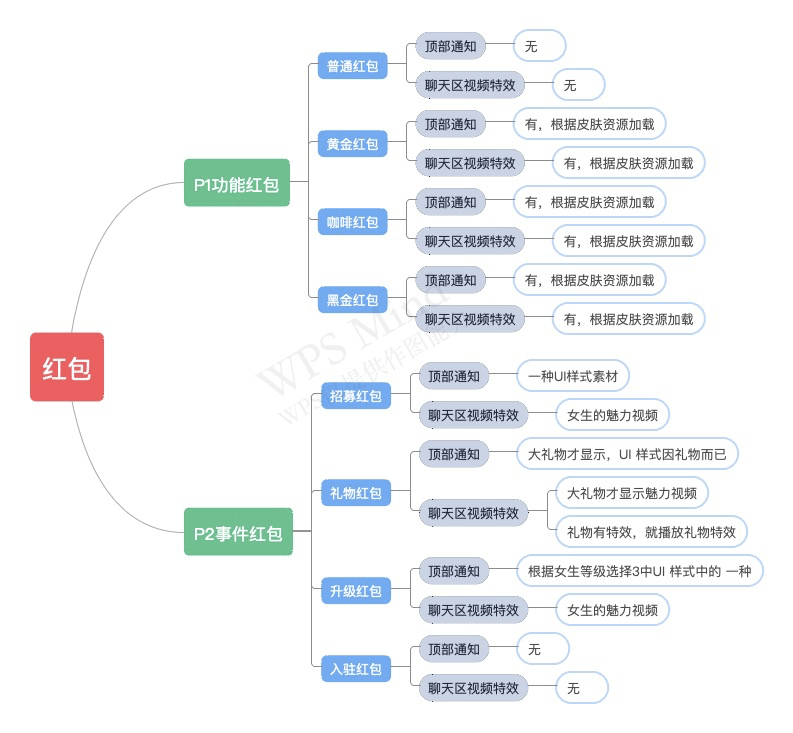 红包
P1功能红包
普通红包
顶部通知
无
聊天区视频特效
无
黄金红包
顶部通知
有，根据皮肤资源加载
聊天区视频特效
有，根据皮肤资源加载
咖啡红包
顶部通知
有，根据皮肤资源加载
聊天区视频特效
有，根据皮肤资源加载
黑金红包
顶部通知
有，根据皮肤资源加载
聊天区视频特效
有，根据皮肤资源加载
P2事件红包
招募红包
顶部通知
一种UI样式素材
聊天区视频特效
女生的魅力视频
礼物红包
顶部通知
大礼物才显示，UI 样式因礼物而已
聊天区视频特效
大礼物才显示魅力视频
礼物有特效，就播放礼物特效
升级红包
顶部通知
根据女生等级选择3中UI 样式中的 一种
聊天区视频特效
女生的魅力视频
入驻红包
顶部通知
无
聊天区视频特效
无
WPS Mind